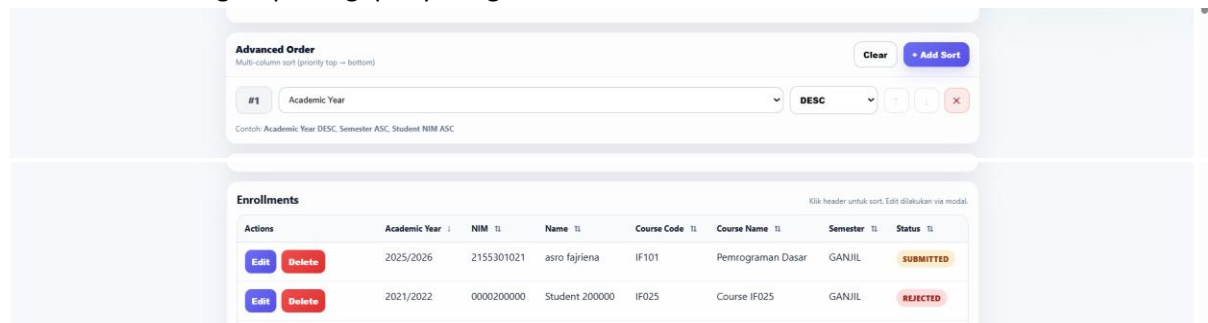 Advanced Order
Multi-column sort (priority top → bottom)
Clear
+ Add Sort
#1
Academic Year
DESC
↑
↓
×
Contoh: Academic Year DESC, Semester ASC, Student NIM ASC
Enrollments
Klik header untuk sort. Edit dilakukan via modal.
Actions Academic Year ↓ NIM ⇅ Name ⇅ Course Code ⇅ Course Name ⇅ Semester ⇅ Status ⇅
Edit Delete 2025/2026 2155301021 asro fajriena IF101 Pemrograman Dasar GANJIL SUBMITTED
Edit Delete 2021/2022 0000200000 Student 200000 IF025 Course IF025 GANJIL REJECTED